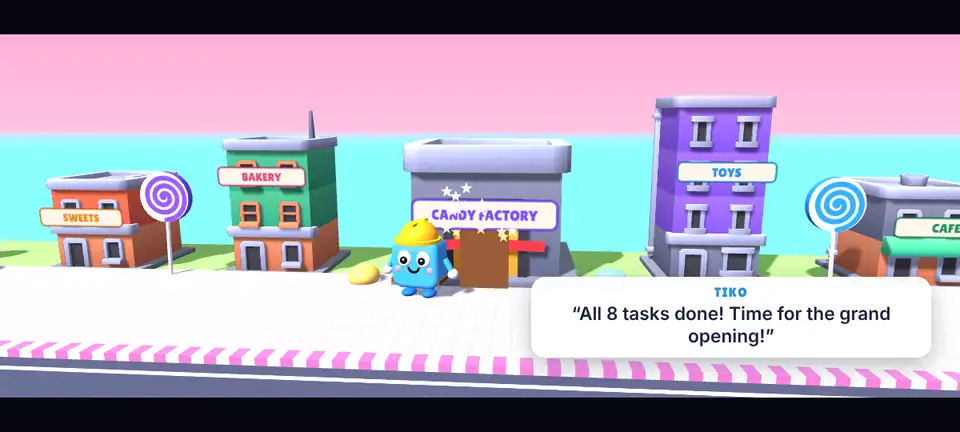 SWEETS
BAKERY
CANDY FACTORY
TOYS
CAFE
TIKO
“All 8 tasks done! Time for the grand
opening!”